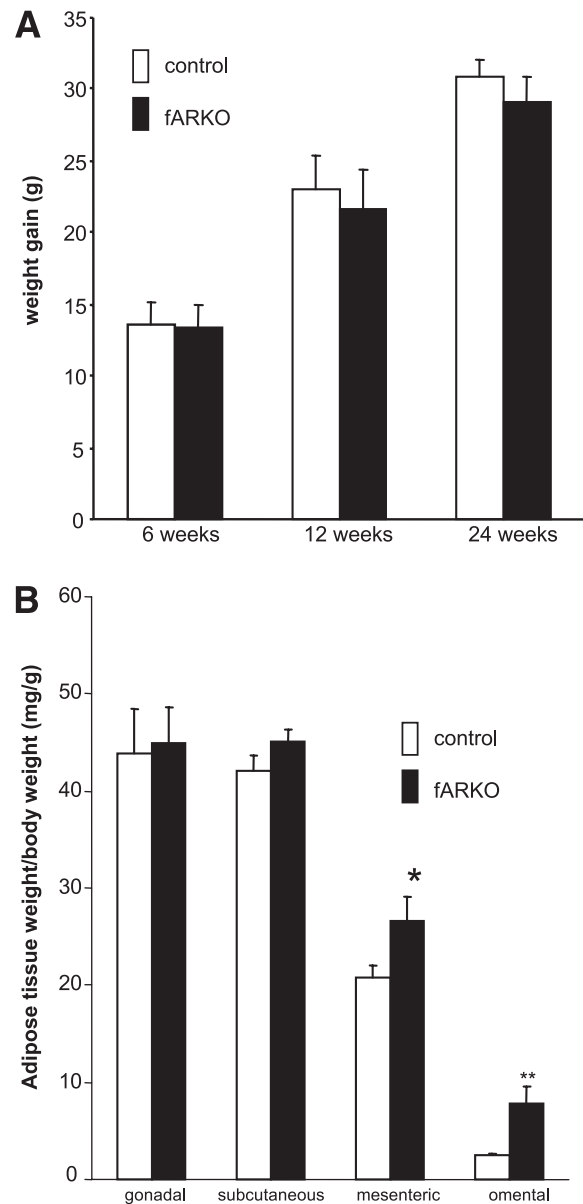 A
35
30
25
20
15
10
5
0
weight gain (g)
control
fARKO
6 weeks 12 weeks 24 weeks
B
60
50
40
30
20
10
0
Adipose tissue weight/body weight (mg/g)
control
fARKO
*
**
gonadal subcutaneous mesenteric omental